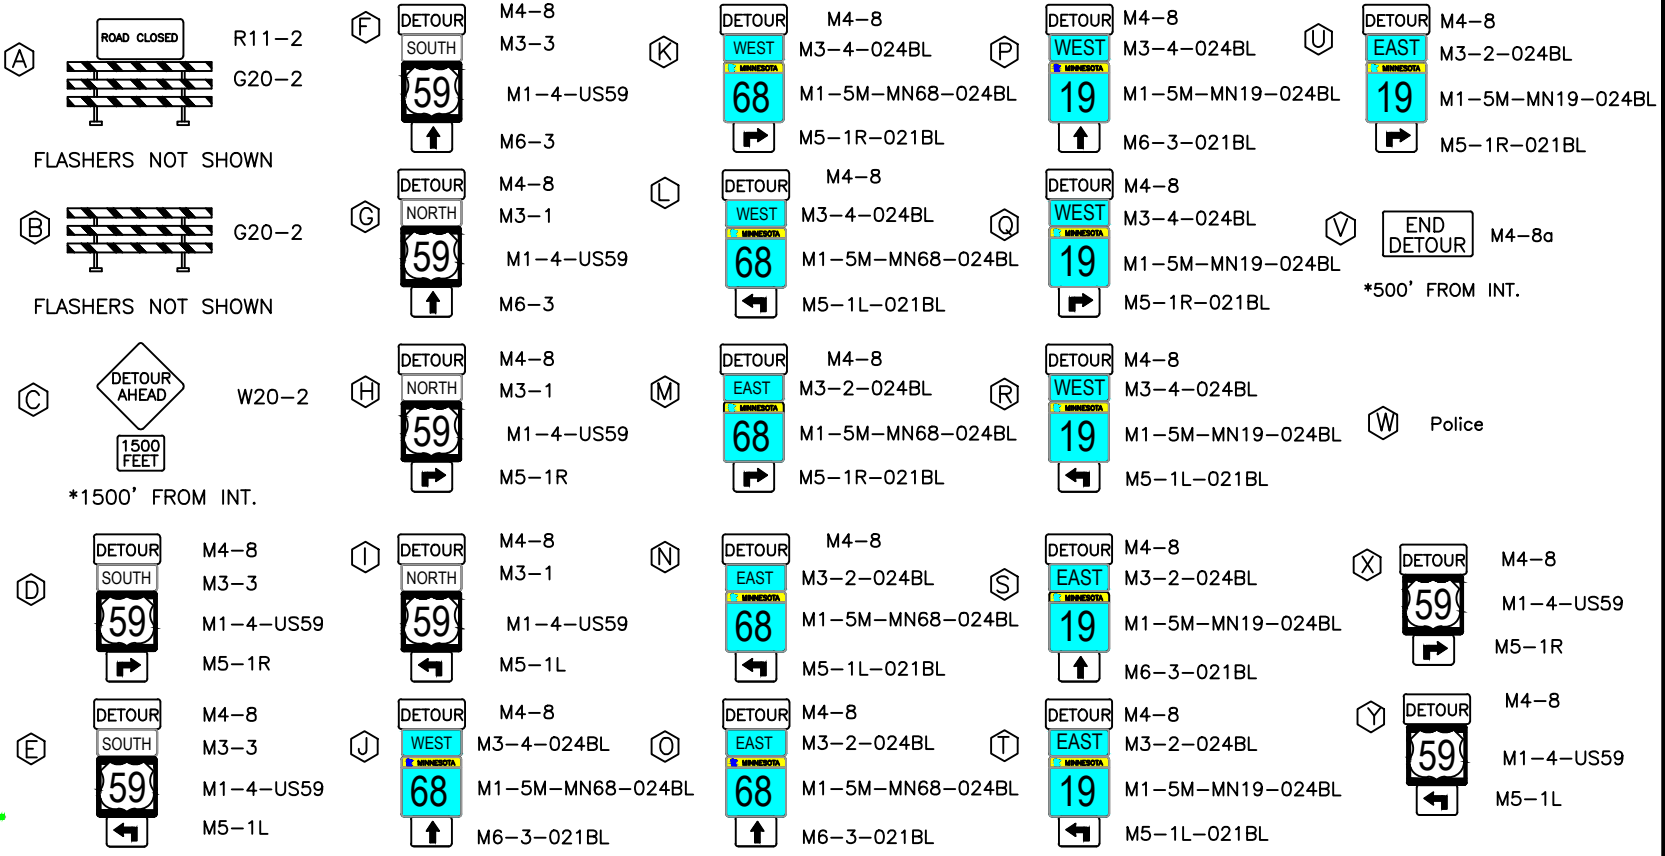 A
ROAD CLOSED
R11-2
G20-2
FLASHERS NOT SHOWN
B
G20-2
FLASHERS NOT SHOWN
C
DETOUR
AHEAD
W20-2
1500
FEET
*1500' FROM INT.
D
DETOUR
M4-8
SOUTH
M3-3
59
M1-4-US59
M5-1R
E
DETOUR
M4-8
SOUTH
M3-3
59
M1-4-US59
M5-1L
F
DETOUR
M4-8
SOUTH
M3-3
59
M1-4-US59
M6-3
G
DETOUR
M4-8
NORTH
M3-1
59
M1-4-US59
M6-3
H
DETOUR
M4-8
NORTH
M3-1
59
M1-4-US59
M5-1R
I
DETOUR
M4-8
NORTH
M3-1
59
M1-4-US59
M5-1L
J
DETOUR
M4-8
WEST
M3-4-024BL
MINNESOTA
68
M1-5M-MN68-024BL
M6-3-021BL
K
DETOUR
M4-8
WEST
M3-4-024BL
MINNESOTA
68
M1-5M-MN68-024BL
M5-1R-021BL
L
DETOUR
M4-8
WEST
M3-4-024BL
MINNESOTA
68
M1-5M-MN68-024BL
M5-1L-021BL
M
DETOUR
M4-8
EAST
M3-2-024BL
MINNESOTA
68
M1-5M-MN68-024BL
M5-1R-021BL
N
DETOUR
M4-8
EAST
M3-2-024BL
MINNESOTA
68
M1-5M-MN68-024BL
M5-1L-021BL
O
DETOUR
M4-8
EAST
M3-2-024BL
MINNESOTA
68
M1-5M-MN68-024BL
M6-3-021BL
P
DETOUR
M4-8
WEST
M3-4-024BL
MINNESOTA
19
M1-5M-MN19-024BL
M6-3-021BL
Q
DETOUR
M4-8
WEST
M3-4-024BL
MINNESOTA
19
M1-5M-MN19-024BL
M5-1R-021BL
R
DETOUR
M4-8
WEST
M3-4-024BL
MINNESOTA
19
M1-5M-MN19-024BL
M5-1L-021BL
S
DETOUR
M4-8
EAST
M3-2-024BL
MINNESOTA
19
M1-5M-MN19-024BL
M6-3-021BL
T
DETOUR
M4-8
EAST
M3-2-024BL
MINNESOTA
19
M1-5M-MN19-024BL
M5-1L-021BL
U
DETOUR
M4-8
EAST
M3-2-024BL
MINNESOTA
19
M1-5M-MN19-024BL
M5-1R-021BL
V
END
DETOUR
M4-8a
*500' FROM INT.
W
Police
X
DETOUR
M4-8
59
M1-4-US59
M5-1R
Y
DETOUR
M4-8
59
M1-4-US59
M5-1L